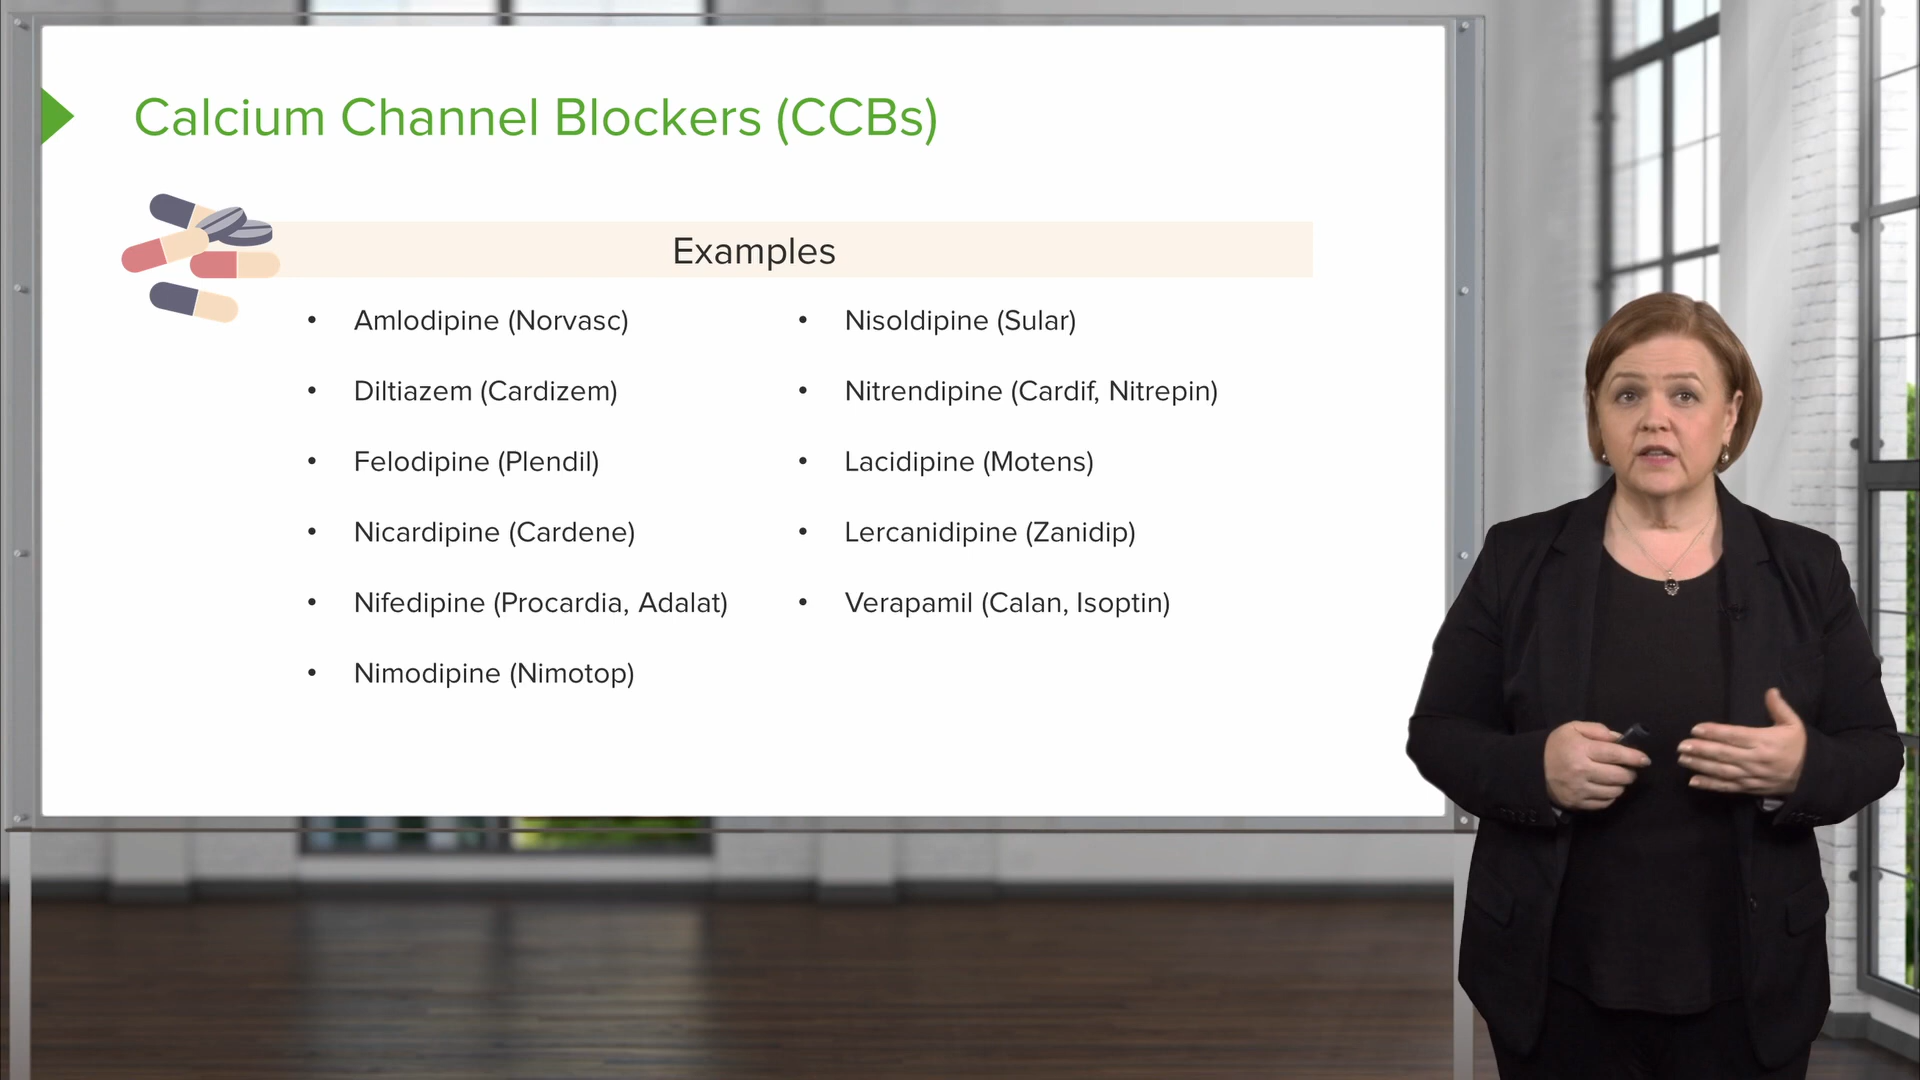 Calcium Channel Blockers (CCBs)
Examples
• Amlodipine (Norvasc)
• Diltiazem (Cardizem)
• Felodipine (Plendil)
• Nicardipine (Cardene)
• Nifedipine (Procardia, Adalat)
• Nimodipine (Nimotop)
• Nisoldipine (Sular)
• Nitrendipine (Cardif, Nitrepin)
• Lacidipine (Motens)
• Lercanidipine (Zanidip)
• Verapamil (Calan, Isoptin)